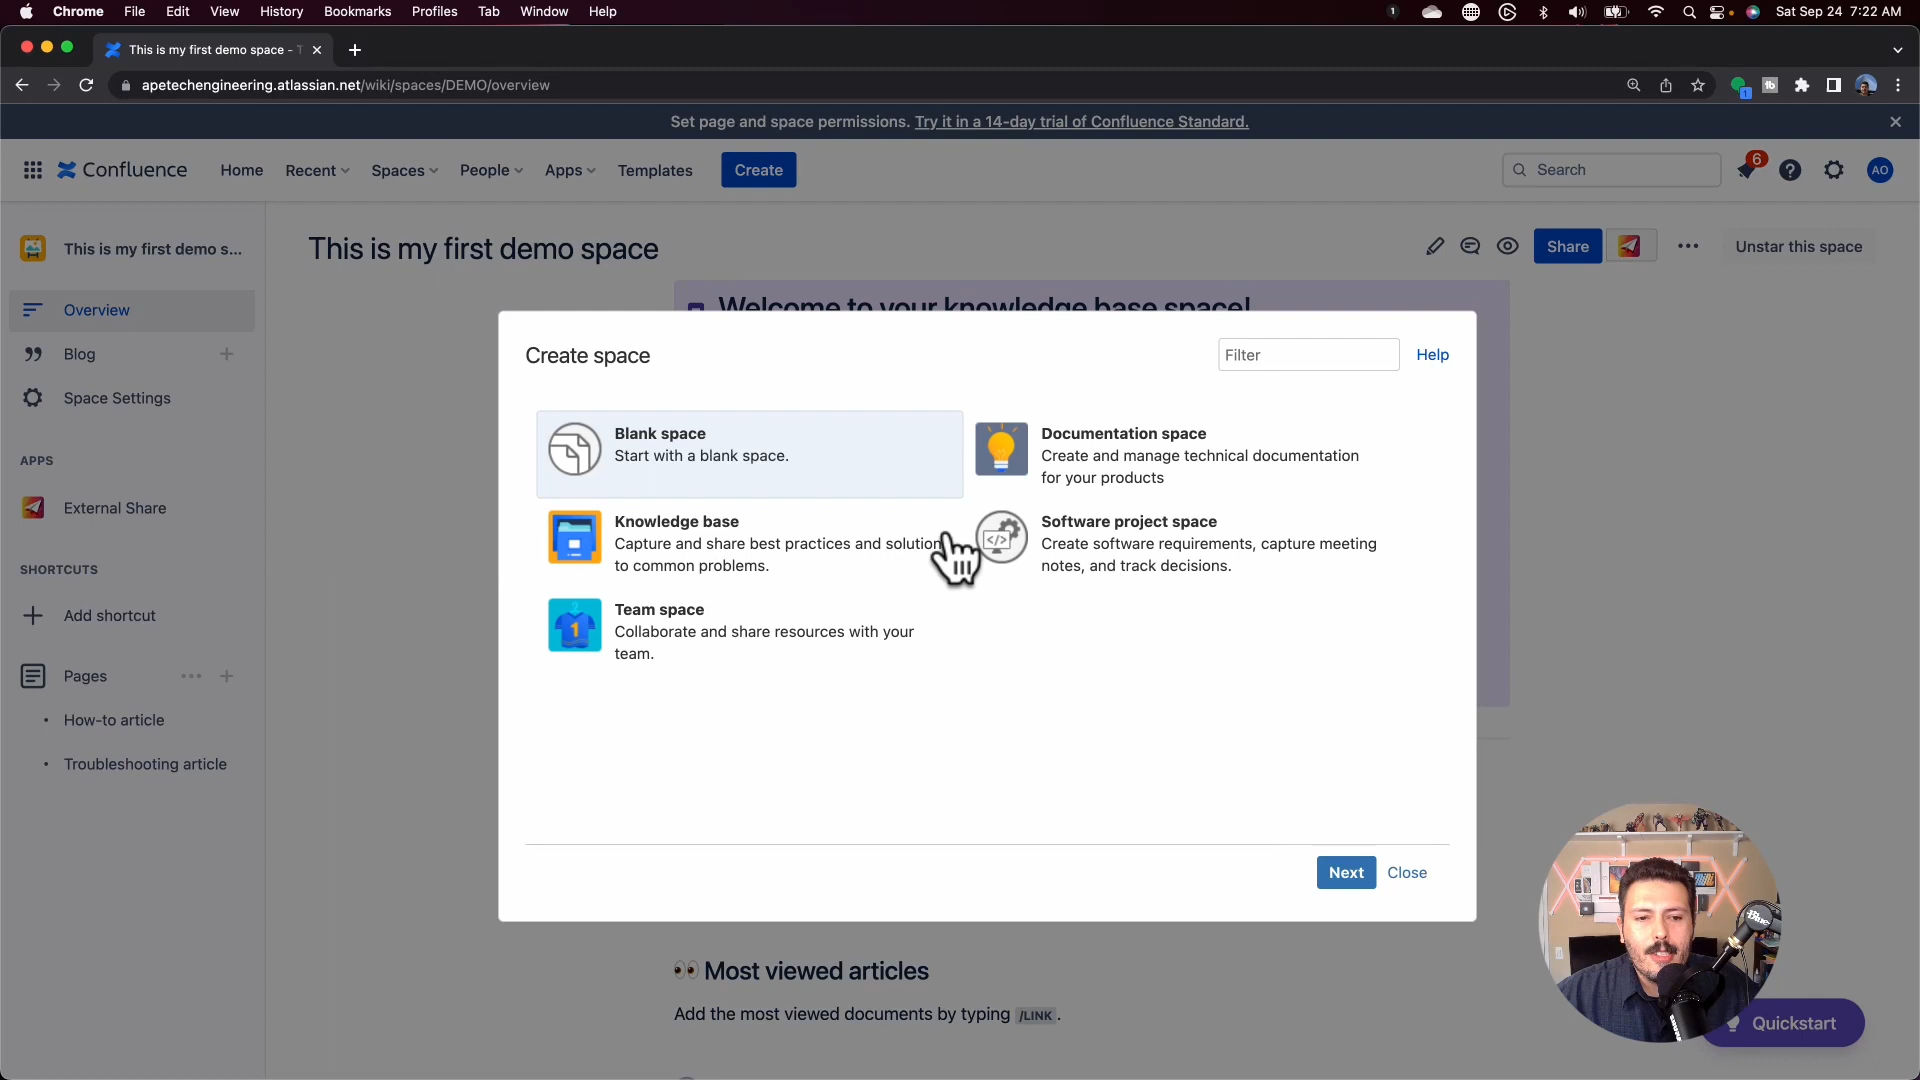 Chrome File Edit View History Bookmarks Profiles Tab Window Help
1
Sat Sep 24 7:22 AM
This is my first demo space - T
apetechengineering.atlassian.net/wiki/spaces/DEMO/overview
1
Set page and space permissions. Try it in a 14-day trial of Confluence Standard.
Confluence Home Recent Spaces People Apps Templates Create
Search
6
AO
This is my first demo s...
Overview
Blog
Space Settings
APPS
External Share
SHORTCUTS
Add shortcut
Pages
• How-to article
• Troubleshooting article
This is my first demo space
Share
Unstar this space
Welcome to your knowledge base space!
Create space
Filter
Help
Blank space
Start with a blank space.
Documentation space
Create and manage technical documentation
for your products
Knowledge base
Capture and share best practices and solution
to common problems.
Software project space
Create software requirements, capture meeting
notes, and track decisions.
1
Team space
Collaborate and share resources with your
team.
Next
Close
👀 Most viewed articles
Add the most viewed documents by typing /LINK .
Blue
Quickstart